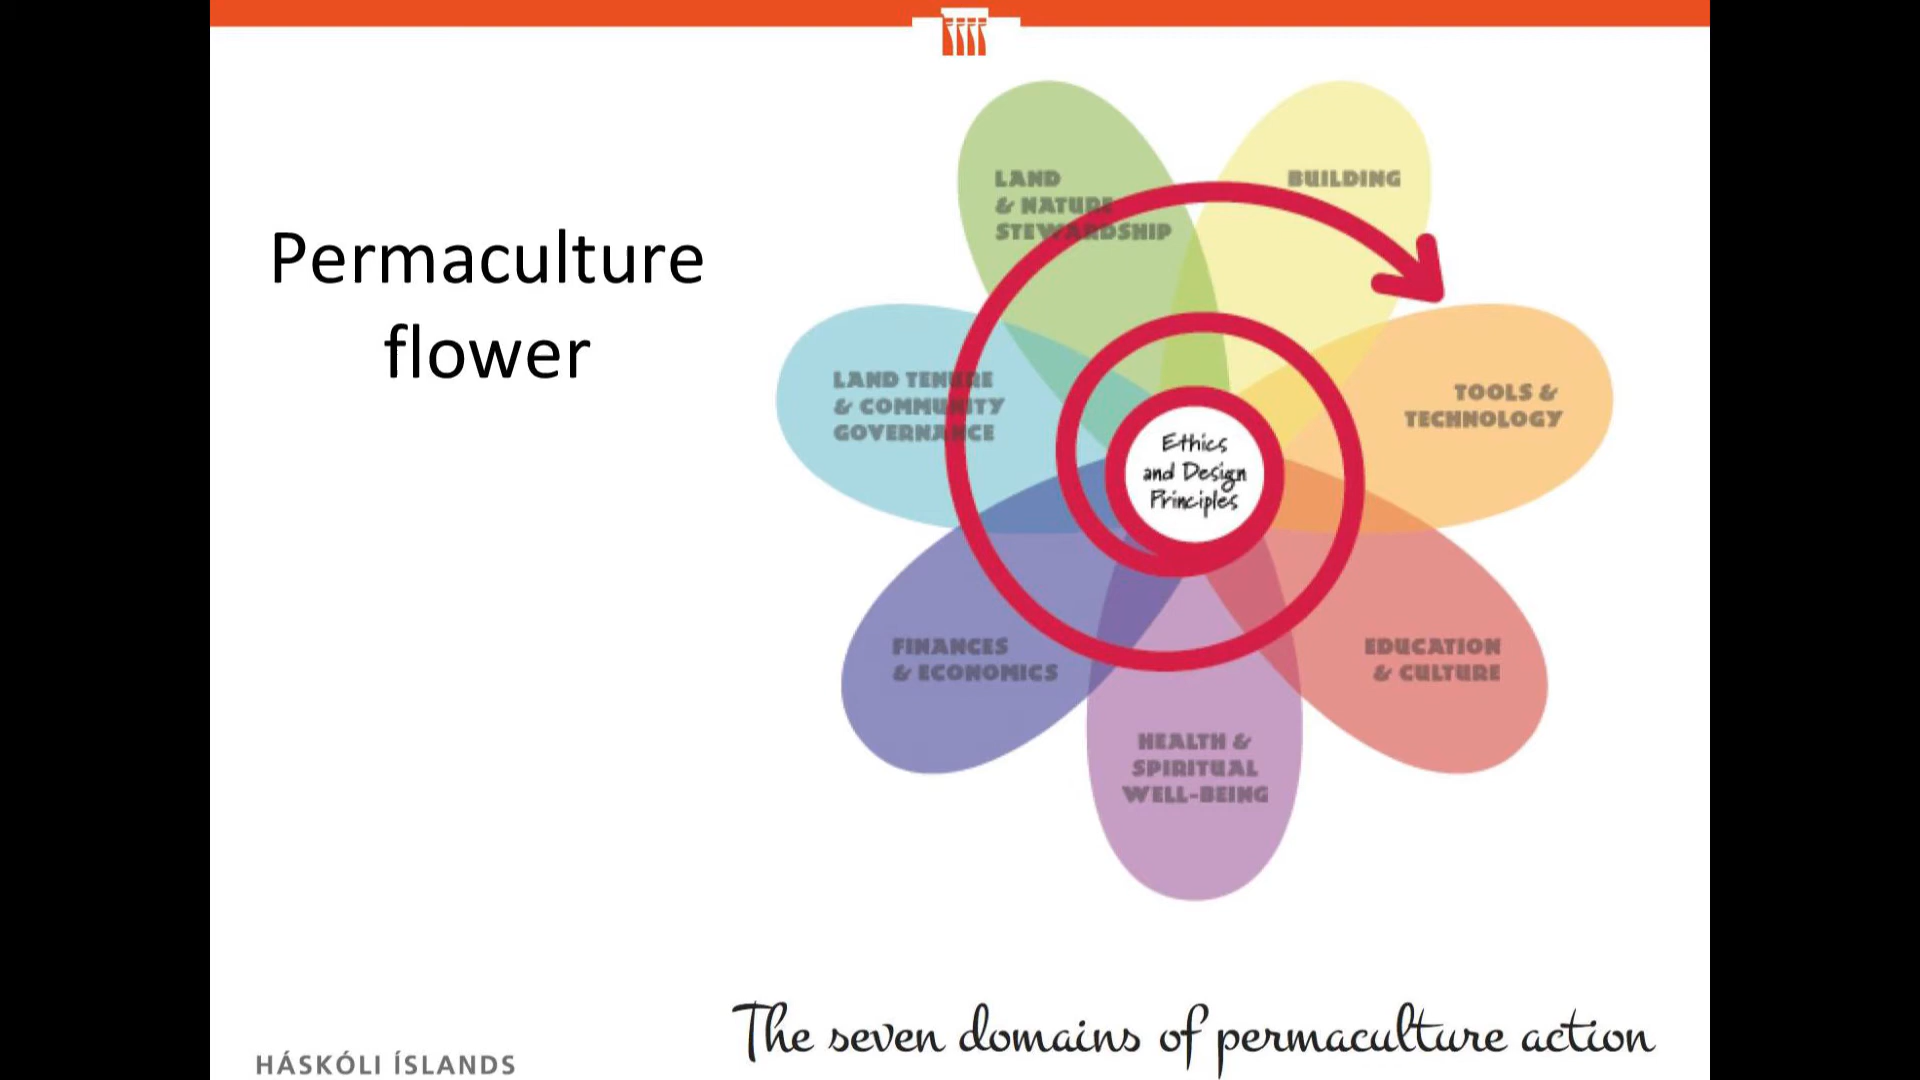 Permaculture
flower
LAND
& NATURE
STEWARDSHIP
BUILDING
LAND TENURE
& COMMUNITY
GOVERNANCE
TOOLS &
TECHNOLOGY
Ethics
and Design
Principles
FINANCES
& ECONOMICS
EDUCATION
& CULTURE
HEALTH &
SPIRITUAL
WELL-BEING
The seven domains of permaculture action
HÁSKÓLI ÍSLANDS